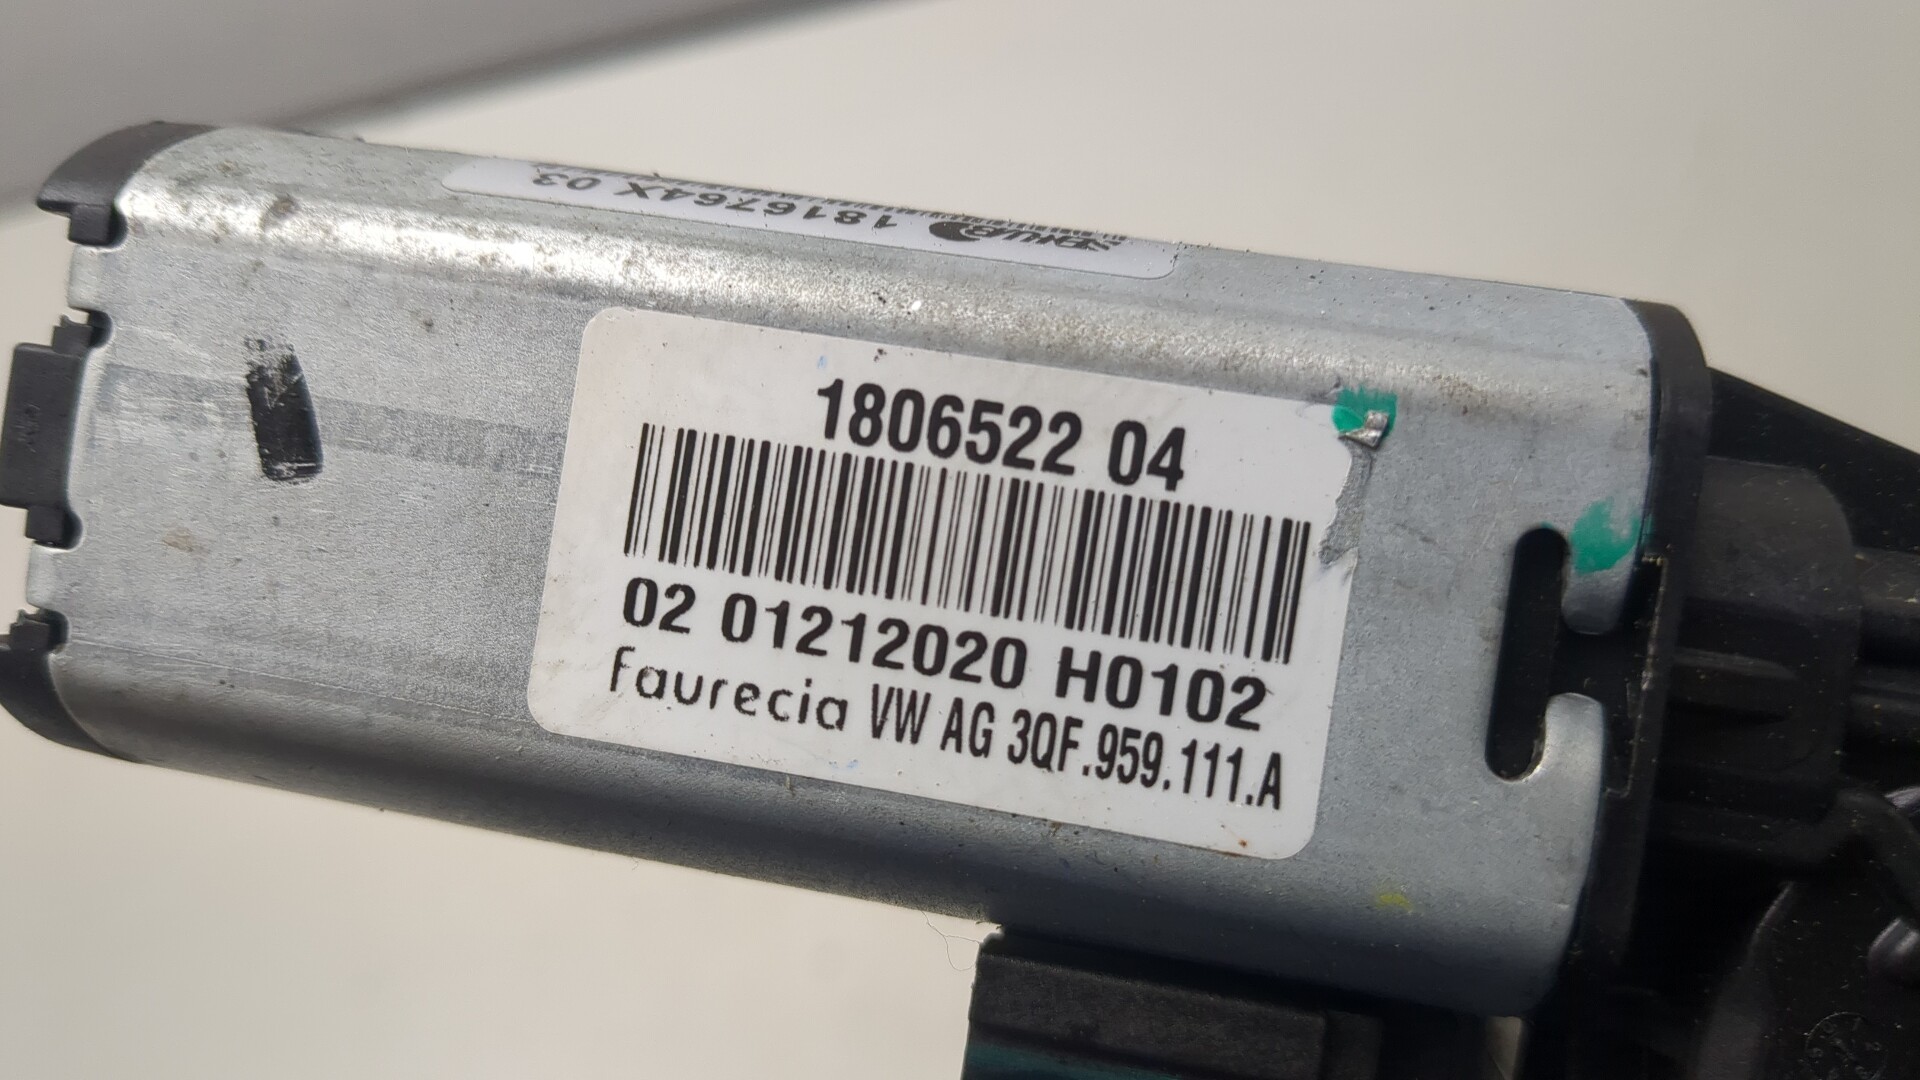 1816764X 03
1806522 04
02 01212020 H0102
faurecia VW AG 3QF.959.111.A